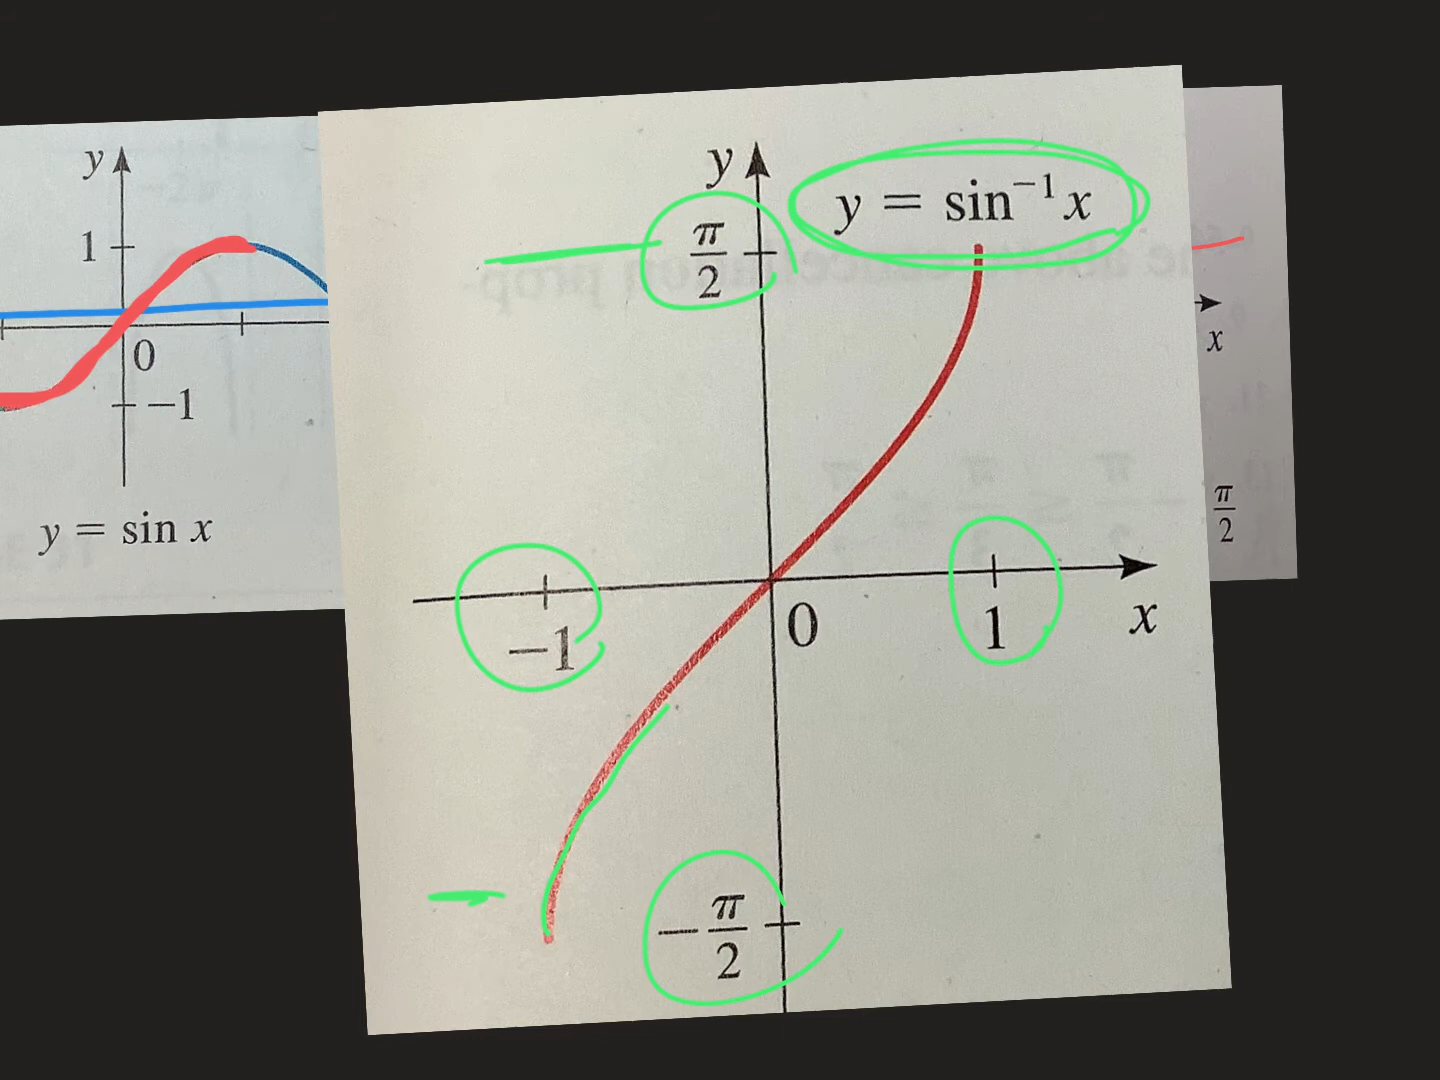 y
1
0
−1
y = sin x
y
π/2
y = sin⁻¹x
−1
0
1
x
−π/2
x
π/2